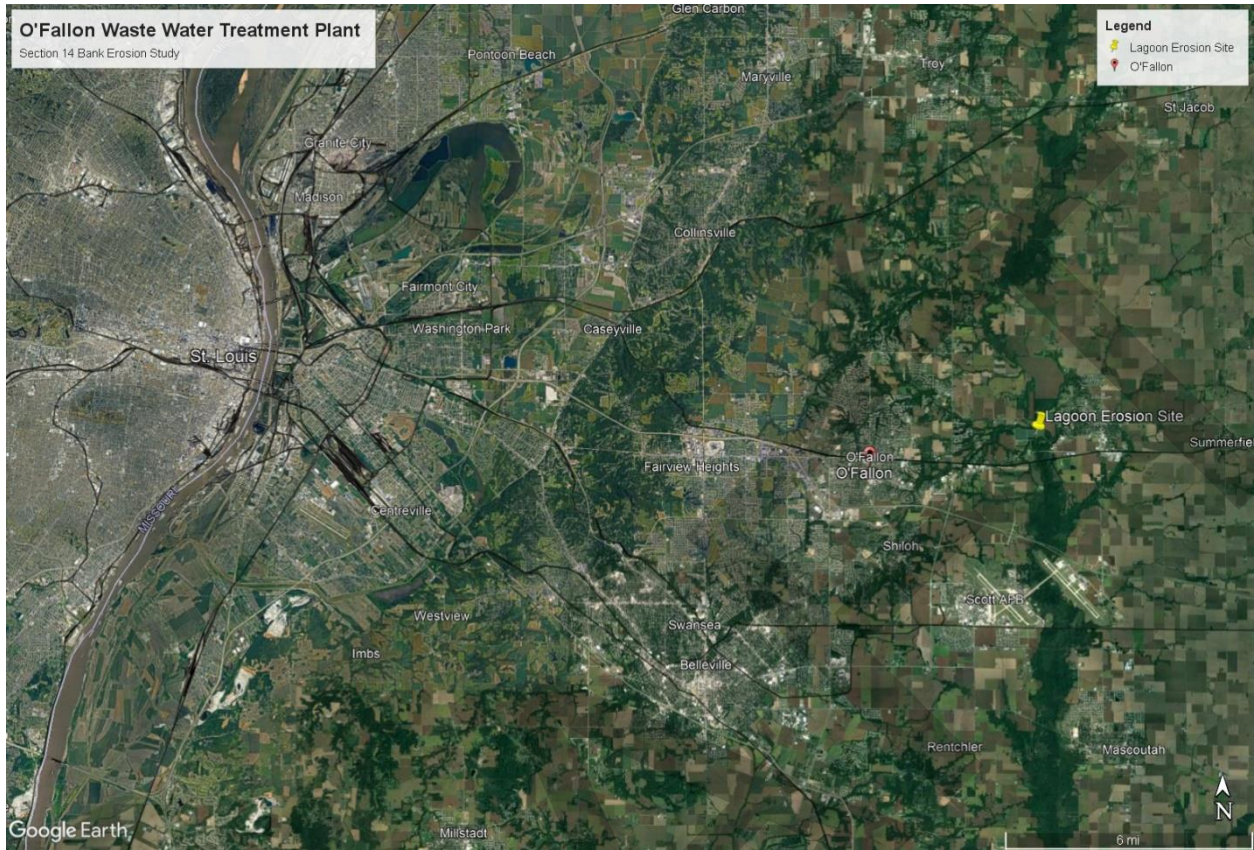 O'Fallon Waste Water Treatment Plant
Section 14 Bank Erosion Study
Legend
Lagoon Erosion Site
O'Fallon
Glen Carbon
Pontoon Beach
Maryville
Troy
St Jacob
Granite City
Madison
Collinsville
Fairmont City
Washington Park
Caseyville
St. Louis
Lagoon Erosion Site
Summerfie
Fairview Heights
O'Fallon
O'Fallon
MISSOURI
Centreville
Shiloh
Scott AFB
Westview
Swansea
Imbs
Belleville
Rentchler
Mascoutah
Millstadt
Google Earth
N
6 mi